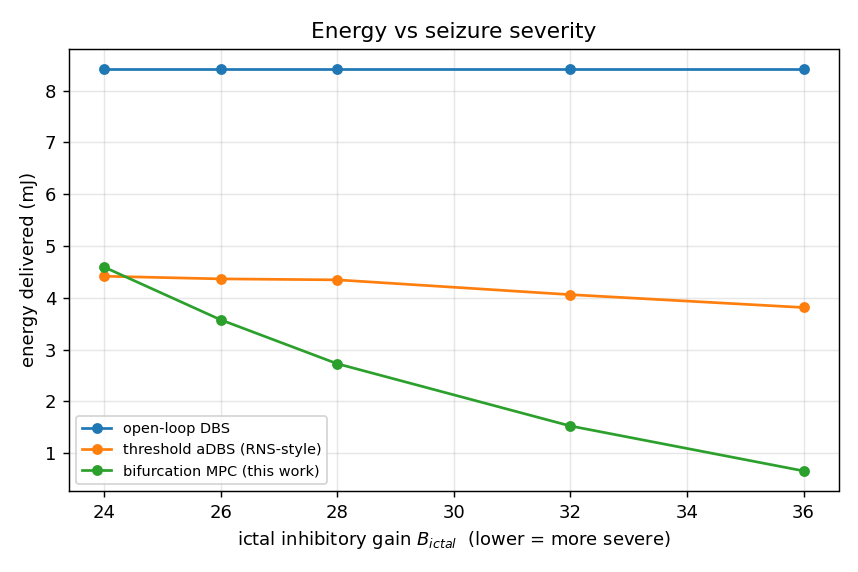 Energy vs seizure severity
energy delivered (mJ)
8
7
6
5
4
3
2
1
open-loop DBS
threshold aDBS (RNS-style)
bifurcation MPC (this work)
24 26 28 30 32 34 36
ictal inhibitory gain B_ictal (lower = more severe)